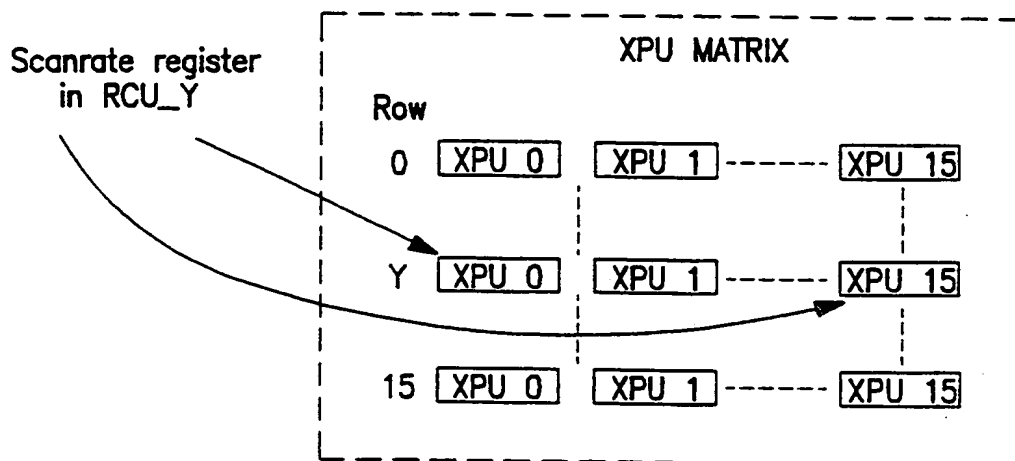 XPU MATRIX
Scanrate register
in RCU_Y
Row
0 XPU 0 XPU 1 XPU 15
Y XPU 0 XPU 1 XPU 15
15 XPU 0 XPU 1 XPU 15